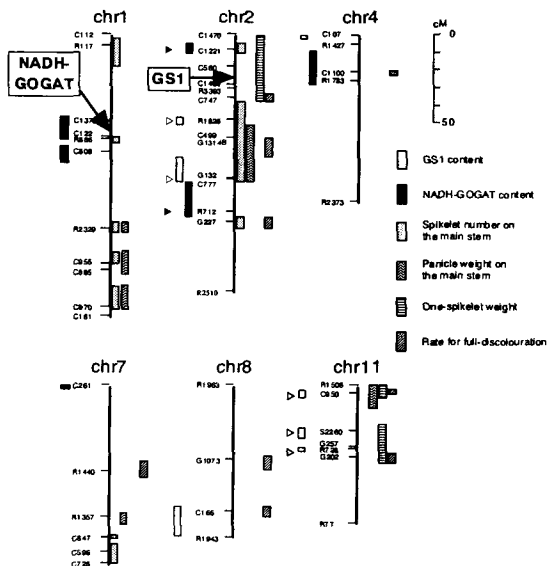 chr1
C112
R117
NADH-
GOGAT
C122
C808
R2329
C955
C885
C970
C161
chr2
C1470
C1221
C560
GS1
R3393
C747
R1826
C499
G1314B
G132
C777
R712
G227
R2510
chr4
C107
R1427
C1100
R1783
R2373
cM
0
50
GS1 content
NADH-GOGAT content
Spikelet number on
the main stem
Panicle weight on
the main stem
One-spikelet weight
Rate for full-discolouration
chr7
C261
R1440
R1357
C847
C596
C728
chr8
R1963
G1073
C166
R1943
chr11
R1506
C950
S2260
G257
R728
G202
R77